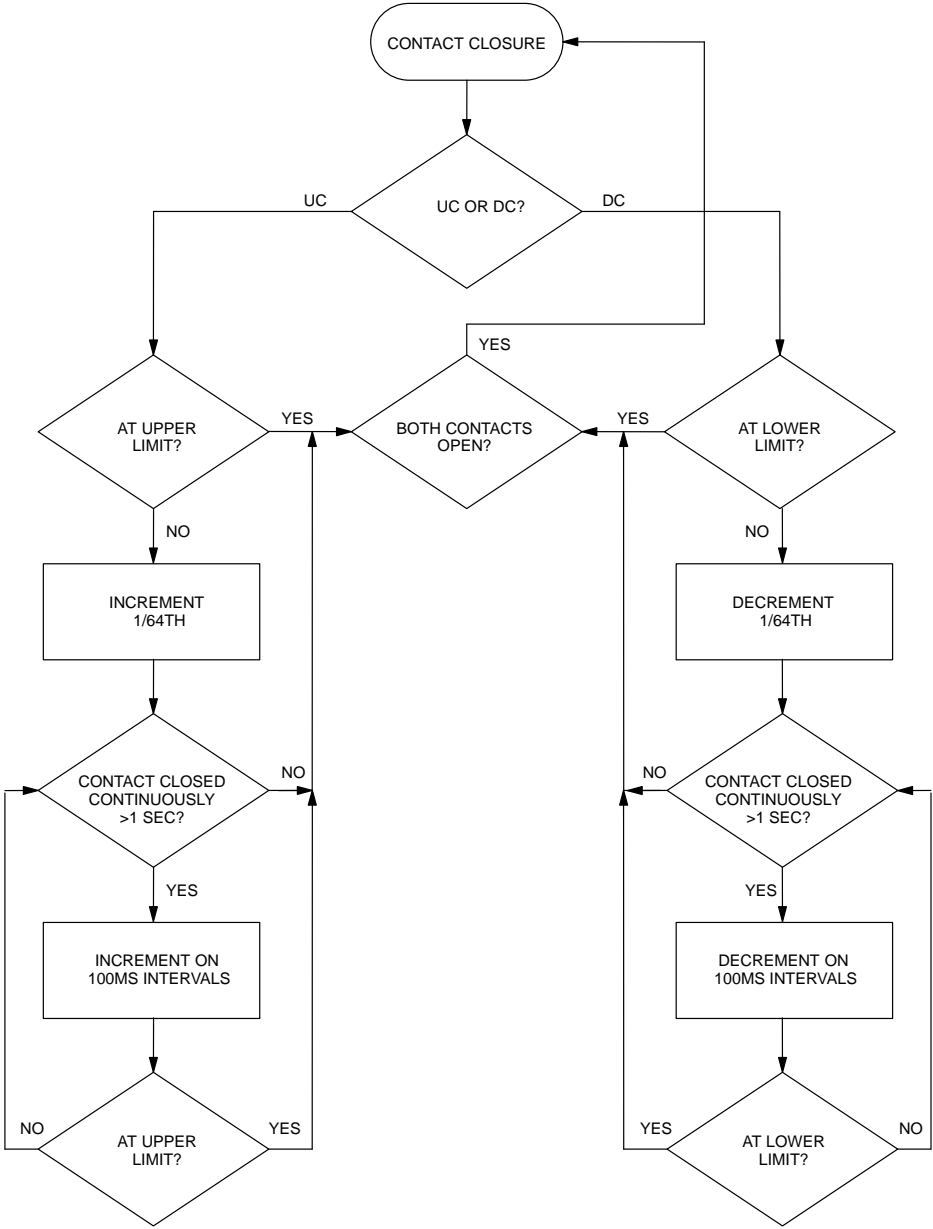 CONTACT CLOSURE
UC
UC OR DC?
DC
YES
AT UPPER
LIMIT?
YES
BOTH CONTACTS
OPEN?
YES
AT LOWER
LIMIT?
NO
NO
INCREMENT
1/64TH
DECREMENT
1/64TH
CONTACT CLOSED
CONTINUOUSLY
>1 SEC?
NO
NO
CONTACT CLOSED
CONTINUOUSLY
>1 SEC?
YES
YES
INCREMENT ON
100MS INTERVALS
DECREMENT ON
100MS INTERVALS
NO
AT UPPER
LIMIT?
YES
YES
AT LOWER
LIMIT?
NO